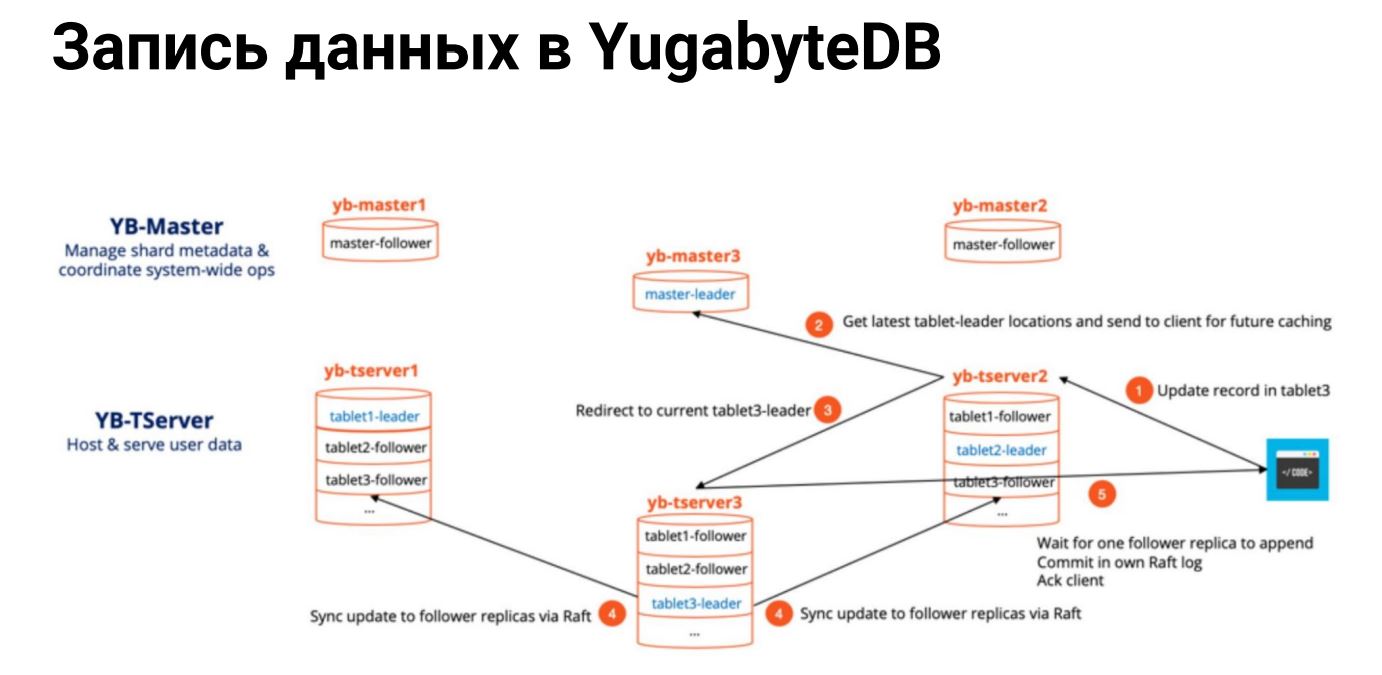 Запись данных в YugabyteDB
YB-Master
Manage shard metadata &
coordinate system-wide ops
yb-master1
master-follower
yb-master3
master-leader
yb-master2
master-follower
2 Get latest tablet-leader locations and send to client for future caching
YB-TServer
Host & serve user data
yb-tserver1
tablet1-leader
tablet2-follower
tablet3-follower
...
Redirect to current tablet3-leader 3
yb-tserver2
tablet1-follower
tablet2-leader
tablet3-follower
...
1 Update record in tablet3
</CODE>
yb-tserver3
tablet1-follower
tablet2-follower
tablet3-leader
...
5
Wait for one follower replica to append
Commit in own Raft log
Ack client
Sync update to follower replicas via Raft 4
4 Sync update to follower replicas via Raft